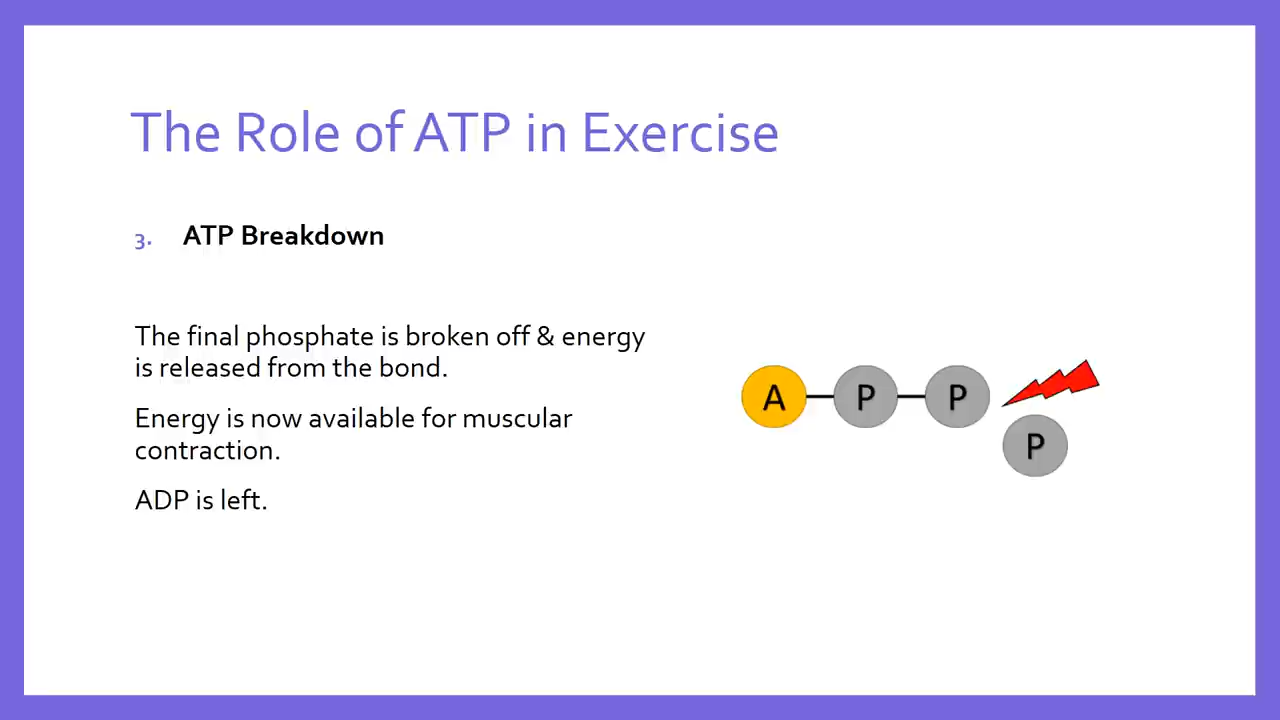 The Role of ATP in Exercise
3. ATP Breakdown
The final phosphate is broken off & energy
is released from the bond.
Energy is now available for muscular
contraction.
ADP is left.
A P P
P